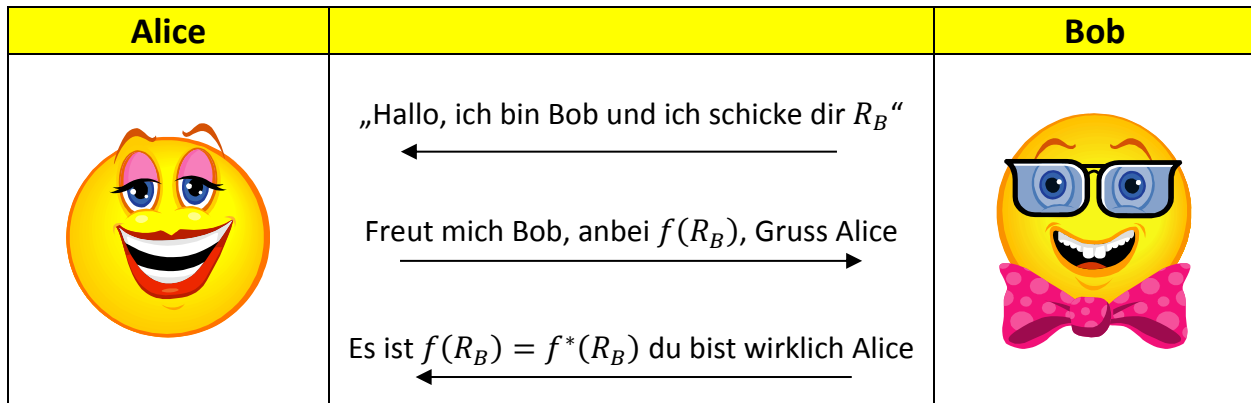 Alice
Bob
„Hallo, ich bin Bob und ich schicke dir R_B“
Freut mich Bob, anbei f(R_B), Gruss Alice
Es ist f(R_B) = f*(R_B) du bist wirklich Alice